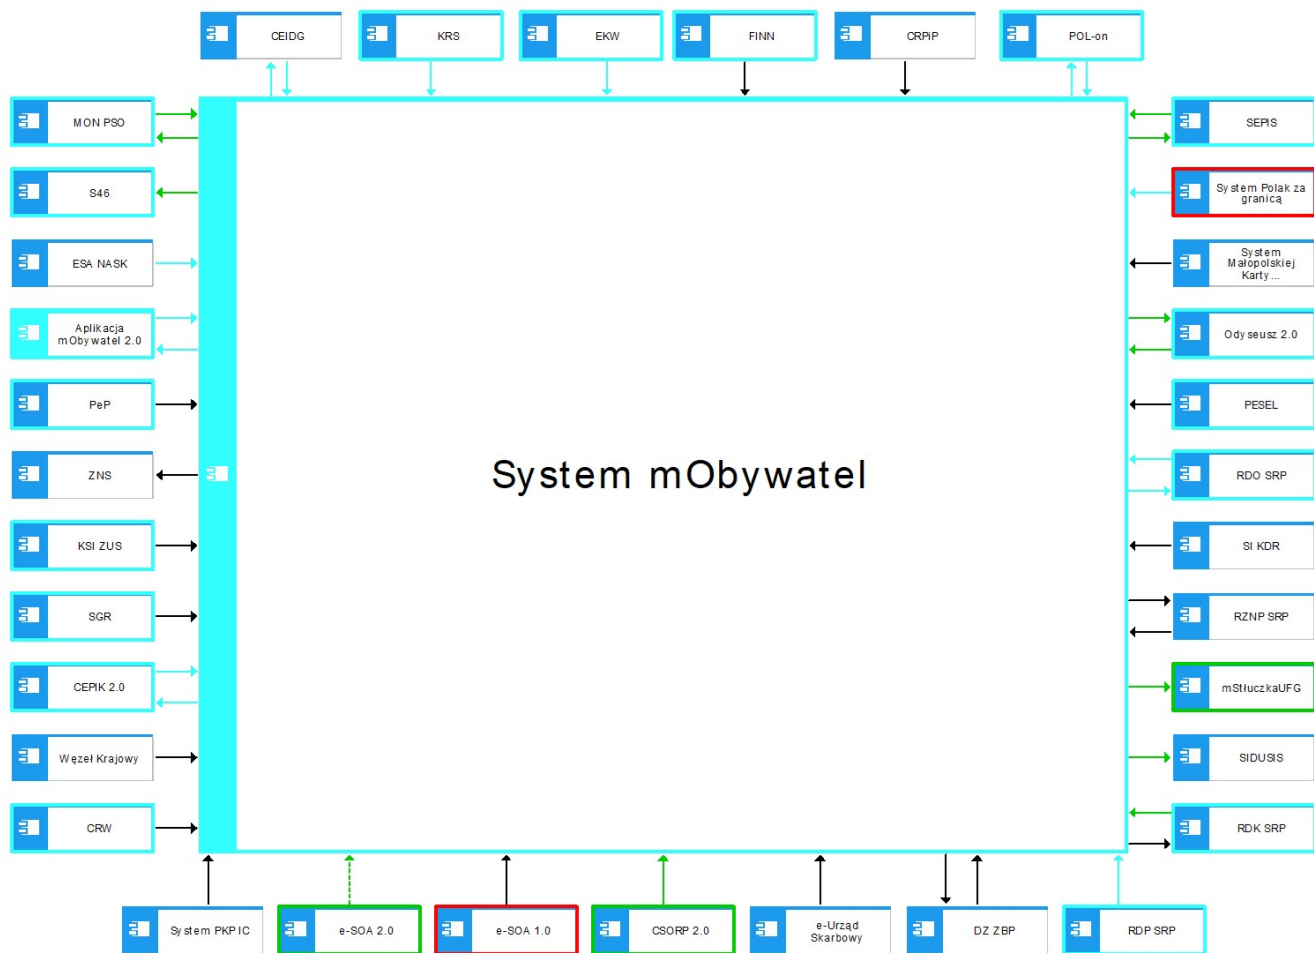 CEIDG
KRS
EKW
FINN
CRPiP
POL-on
MON PSO
SEPIS
S46
System Polak za
granicą
ESA NASK
System
Małopolskiej
Karty
...
Aplikacja
mObywatel 2.0
Odyseusz 2.0
PeP
PESEL
System mObywatel
ZNS
RDO SRP
KSI ZUS
SI KDR
SGR
RZNP SRP
CEPIK 2.0
mStłuczkaUFG
Węzeł Krajowy
SIDUSIS
CRW
RDK SRP
System PKP IC
e-SOA 2.0
e-SOA 1.0
CSORP 2.0
e-Urząd
Skarbowy
DZ ZBP
RDP SRP